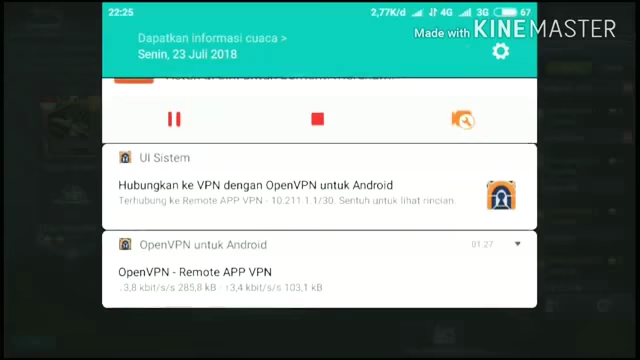 22:25 2,77K/d 4G 3G 67
Made with KINEMASTER
Dapatkan informasi cuaca >
Senin, 23 Juli 2018
UI Sistem
Hubungkan ke VPN dengan OpenVPN untuk Android
Terhubung ke Remote APP VPN - 10.211.1.1/30. Sentuh untuk lihat rincian.
OpenVPN untuk Android 01.27
OpenVPN - Remote APP VPN
↓3,8 kbit/s/s 285,8 kB - ↑3,4 kbit/s/s 103,1 kB